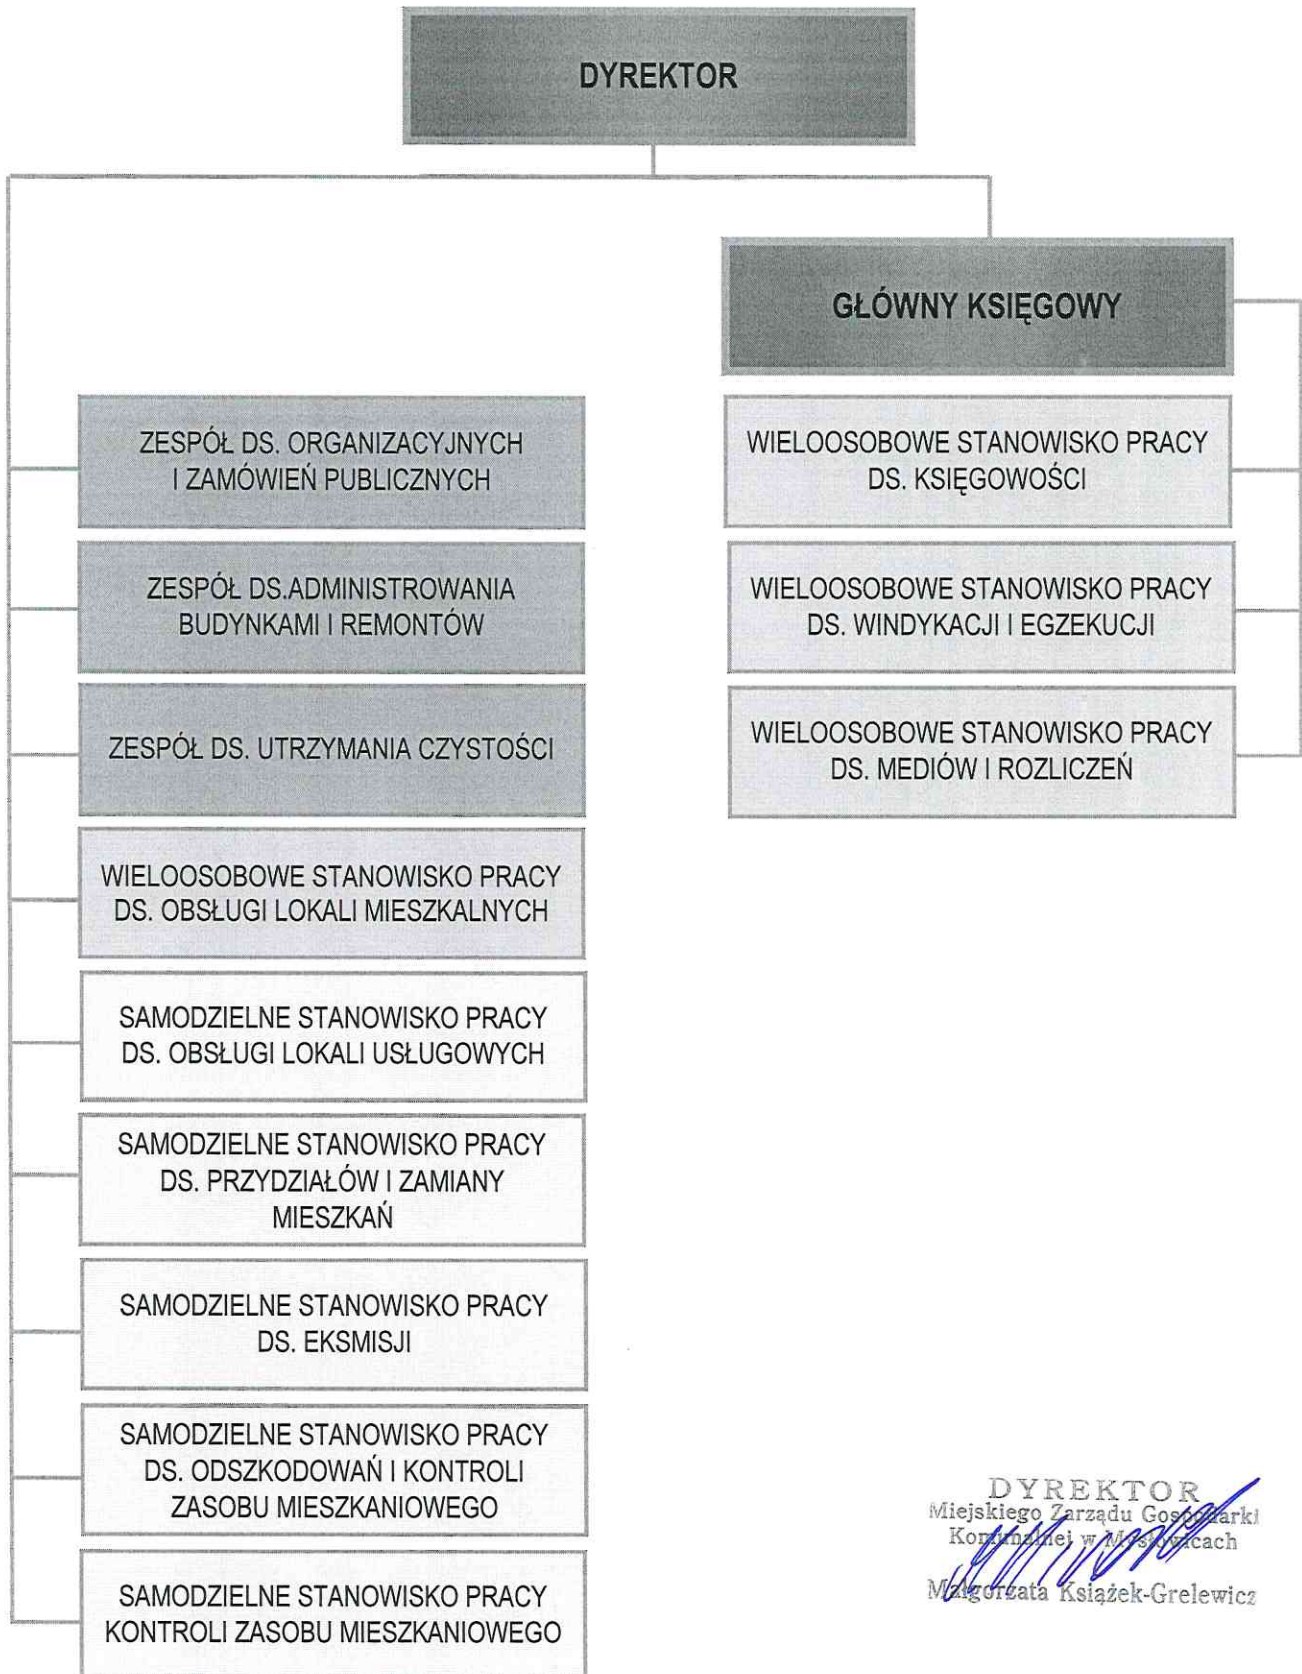 DYREKTOR
GŁÓWNY KSIĘGOWY
ZESPÓŁ DS. ORGANIZACYJNYCH
I ZAMÓWIEŃ PUBLICZNYCH
ZESPÓŁ DS.ADMINISTROWANIA
BUDYNKAMI I REMONTÓW
ZESPÓŁ DS. UTRZYMANIA CZYSTOŚCI
WIELOOSOBOWE STANOWISKO PRACY
DS. OBSŁUGI LOKALI MIESZKALNYCH
SAMODZIELNE STANOWISKO PRACY
DS. OBSŁUGI LOKALI USŁUGOWYCH
SAMODZIELNE STANOWISKO PRACY
DS. PRZYDZIAŁÓW I ZAMIANY
MIESZKAŃ
SAMODZIELNE STANOWISKO PRACY
DS. EKSMISJI
SAMODZIELNE STANOWISKO PRACY
DS. ODSZKODOWAŃ I KONTROLI
ZASOBU MIESZKANIOWEGO
SAMODZIELNE STANOWISKO PRACY
KONTROLI ZASOBU MIESZKANIOWEGO
WIELOOSOBOWE STANOWISKO PRACY
DS. KSIĘGOWOŚCI
WIELOOSOBOWE STANOWISKO PRACY
DS. WINDYKACJI I EGZEKUCJI
WIELOOSOBOWE STANOWISKO PRACY
DS. MEDIÓW I ROZLICZEŃ
DYREKTOR
Miejskiego Zarządu Gospodarki
Komunalnej w Mysłowicach
Małgorzata Książek-Grelewicz